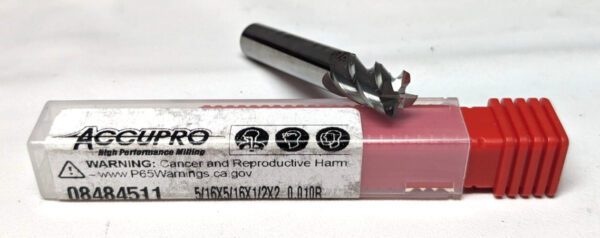 ACCUPRO
High Performance Milling
WARNING: Cancer and Reproductive Harm
- www.P65Warnings.ca.gov
08484511 5/16X5/16X1/2X2 0.010R